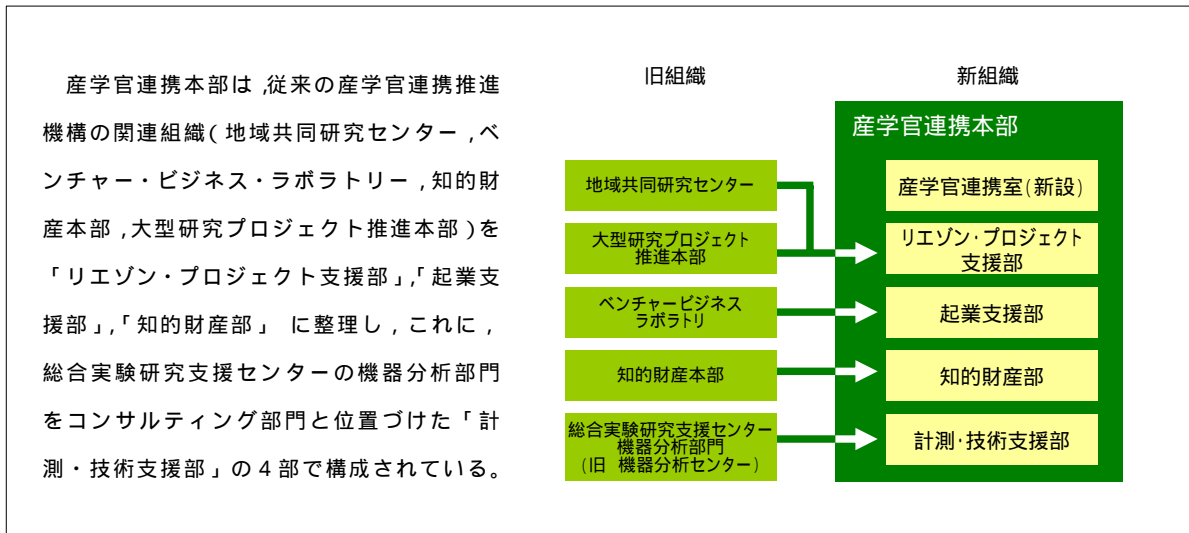 産学官連携本部は,従来の産学官連携推進
機構の関連組織(地域共同研究センター,ベ
ンチャー・ビジネス・ラボラトリー,知的財
産本部,大型研究プロジェクト推進本部)を
「リエゾン・プロジェクト支援部」,「起業支
援部」,「知的財産部」 に整理し,これに,
総合実験研究支援センターの機器分析部門
をコンサルティング部門と位置づけた「計
測・技術支援部」の4部で構成されている。
旧組織
地域共同研究センター
大型研究プロジェクト
推進本部
ベンチャービジネス
ラボラトリ
知的財産本部
総合実験研究支援センター
機器分析部門
(旧 機器分析センター)
新組織
産学官連携本部
産学官連携室(新設)
リエゾン・プロジェクト
支援部
起業支援部
知的財産部
計測・技術支援部